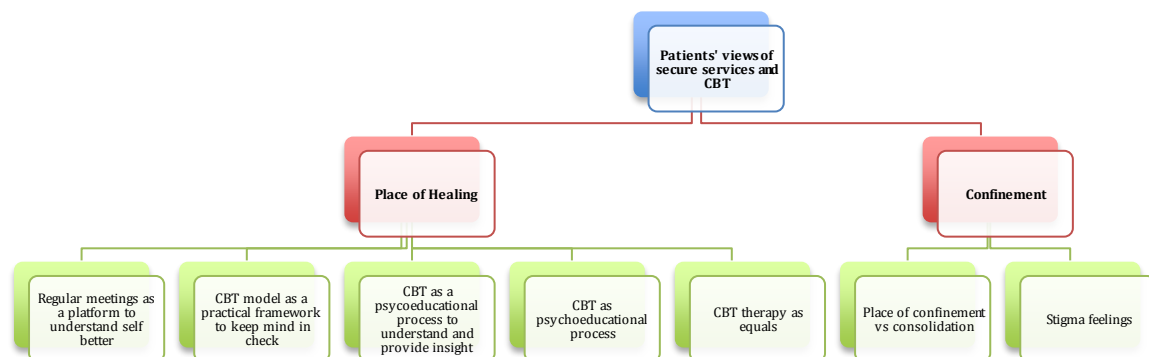 Patients' views of
secure services and
CBT
Place of Healing
Confinement
Regular meetings as
a platform to
understand self
better
CBT model as a
practical framework
to keep mind in
check
CBT as a
psycoeducational
process to
understand and
provide insight
CBT as
psychoeducational
process
CBT therapy as
equals
Place of confinement
vs consolidation
Stigma feelings